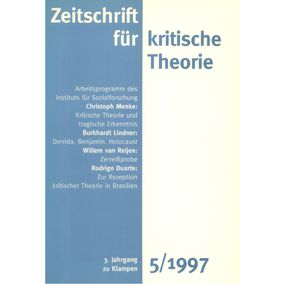 Zeitschrift
für kritische
Theorie
Arbeitsprogramm des
Instituts für Sozialforschung
Christoph Menke:
Kritische Theorie und
tragische Erkenntnis
Burkhardt Lindner:
Derrida. Benjamin. Holocaust
Willem van Reijen:
Zerreißprobe
Rodrigo Duarte:
Zur Rezeption
kritischer Theorie in Brasilien
3. Jahrgang
zu Klampen
5/1997